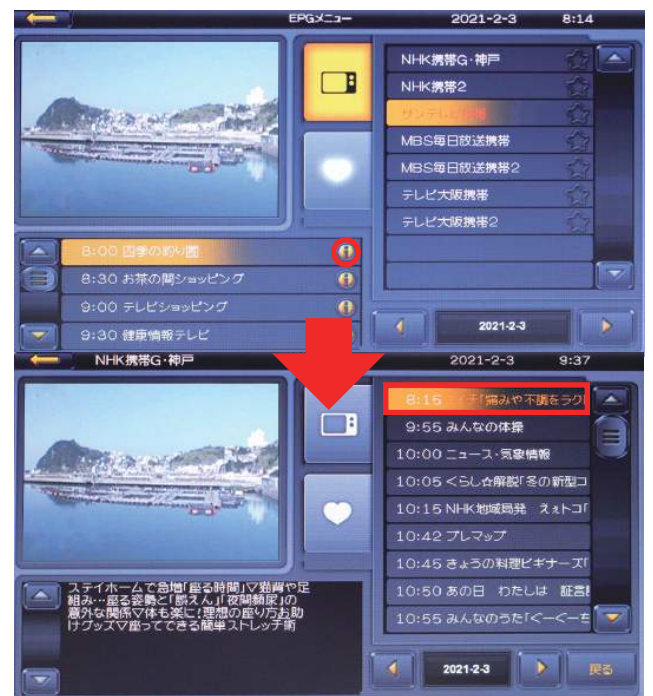 EPGメニュー
2021-2-3 8:14
NHK携帯G・神戸
NHK携帯2
サンテレビ携帯
MBS毎日放送携帯
MBS毎日放送携帯2
テレビ大阪携帯
テレビ大阪携帯2
8:00 四季の釣り
8:30 お茶の間ショッピング
9:00 テレビショッピング
9:30 健康情報テレビ
2021-2-3
NHK携帯G・神戸
2021-2-3 9:37
8:15 イチ「痛みや不調をラク
9:55 みんなの体操
10:00 ニュース・気象情報
10:05 くらし☆解説「冬の新型コ
10:15 NHK地域局発 えぇトコ「
10:42 プレマップ
10:45 きょうの料理ビギナーズ「
10:50 あの日 わたしは 証言
10:55 みんなのうた「くーぐーも
ステイホームで急増「座る時間」▽猫背や足
組み…座る姿勢と「誤えん」「夜間頻尿」の
意外な関係▽体も楽に!理想の座り方お助
けグッズ▽座ってできる簡単ストレッチ術
2021-2-3
戻る